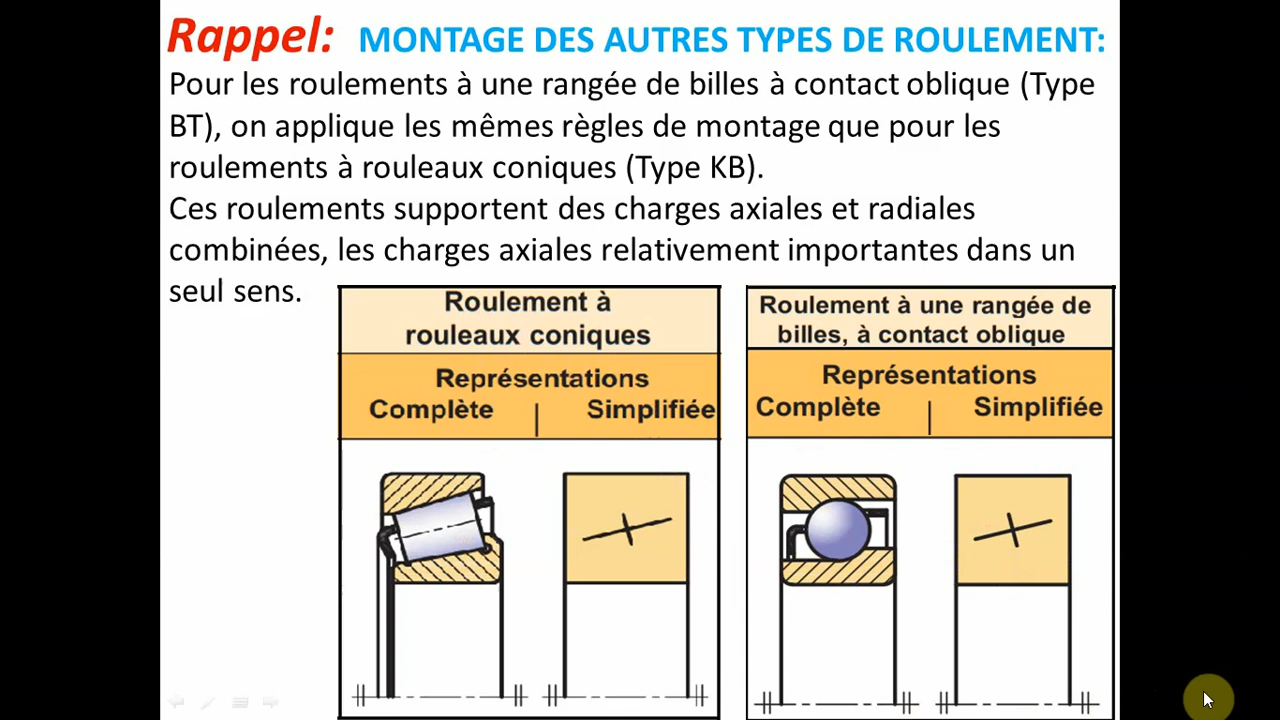 Rappel: MONTAGE DES AUTRES TYPES DE ROULEMENT:
Pour les roulements à une rangée de billes à contact oblique (Type
BT), on applique les mêmes règles de montage que pour les
roulements à rouleaux coniques (Type KB).
Ces roulements supportent des charges axiales et radiales
combinées, les charges axiales relativement importantes dans un
seul sens.
Roulement à
rouleaux coniques
Représentations
Complète | Simplifiée
Roulement à une rangée de
billes, à contact oblique
Représentations
Complète | Simplifiée